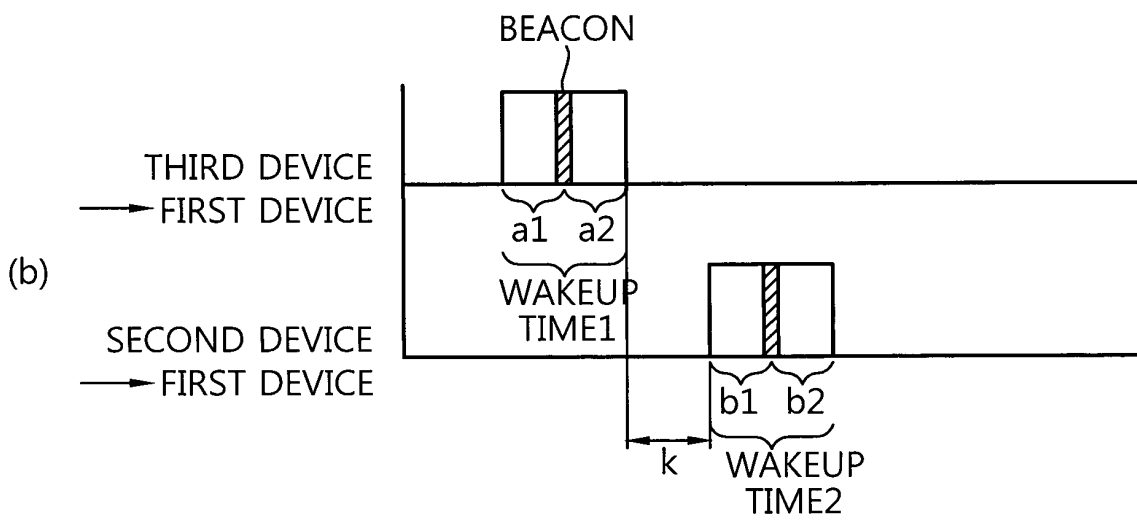 BEACON
THIRD DEVICE
FIRST DEVICE
a1 a2
WAKEUP
TIME1
(b)
SECOND DEVICE
FIRST DEVICE
b1 b2
k
WAKEUP
TIME2